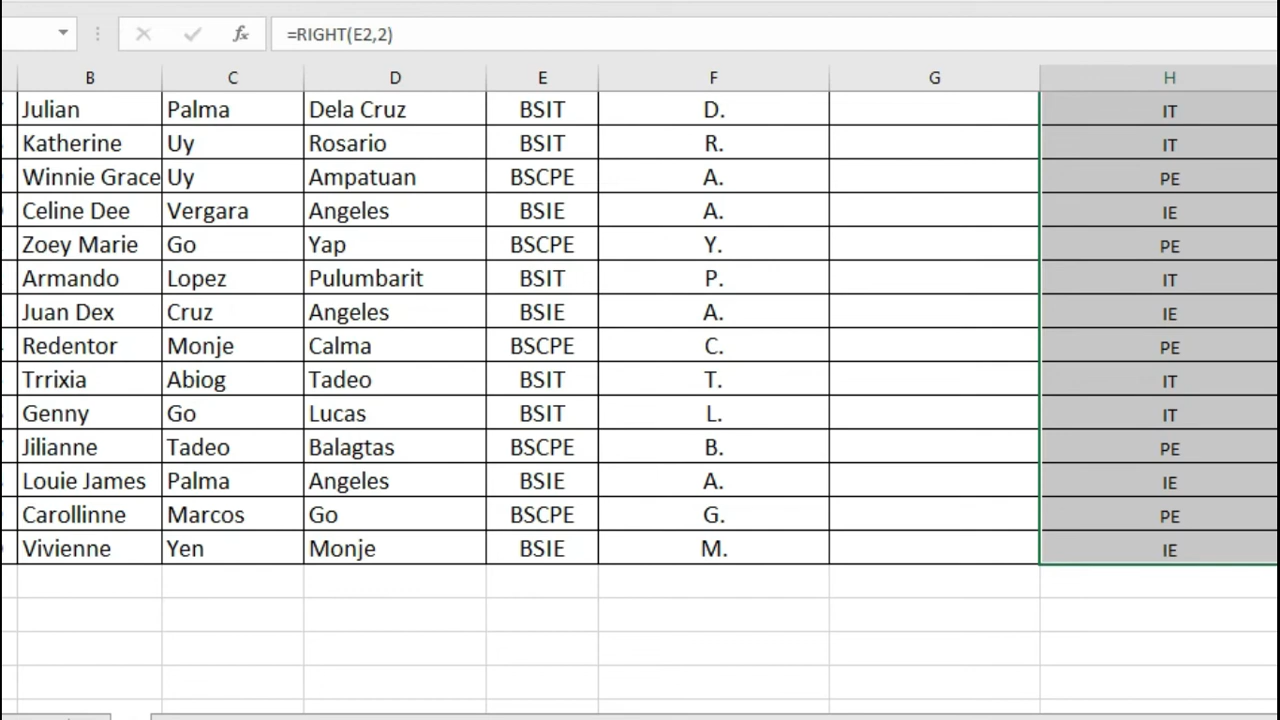 fx =RIGHT(E2,2)
B C D E F G H
Julian Palma Dela Cruz BSIT D. IT
Katherine Uy Rosario BSIT R. IT
Winnie Grace Uy Ampatuan BSCPE A. PE
Celine Dee Vergara Angeles BSIE A. IE
Zoey Marie Go Yap BSCPE Y. PE
Armando Lopez Pulumbarit BSIT P. IT
Juan Dex Cruz Angeles BSIE A. IE
Redentor Monje Calma BSCPE C. PE
Trrixia Abiog Tadeo BSIT T. IT
Genny Go Lucas BSIT L. IT
Jilianne Tadeo Balagtas BSCPE B. PE
Louie James Palma Angeles BSIE A. IE
Carollinne Marcos Go BSCPE G. PE
Vivienne Yen Monje BSIE M. IE